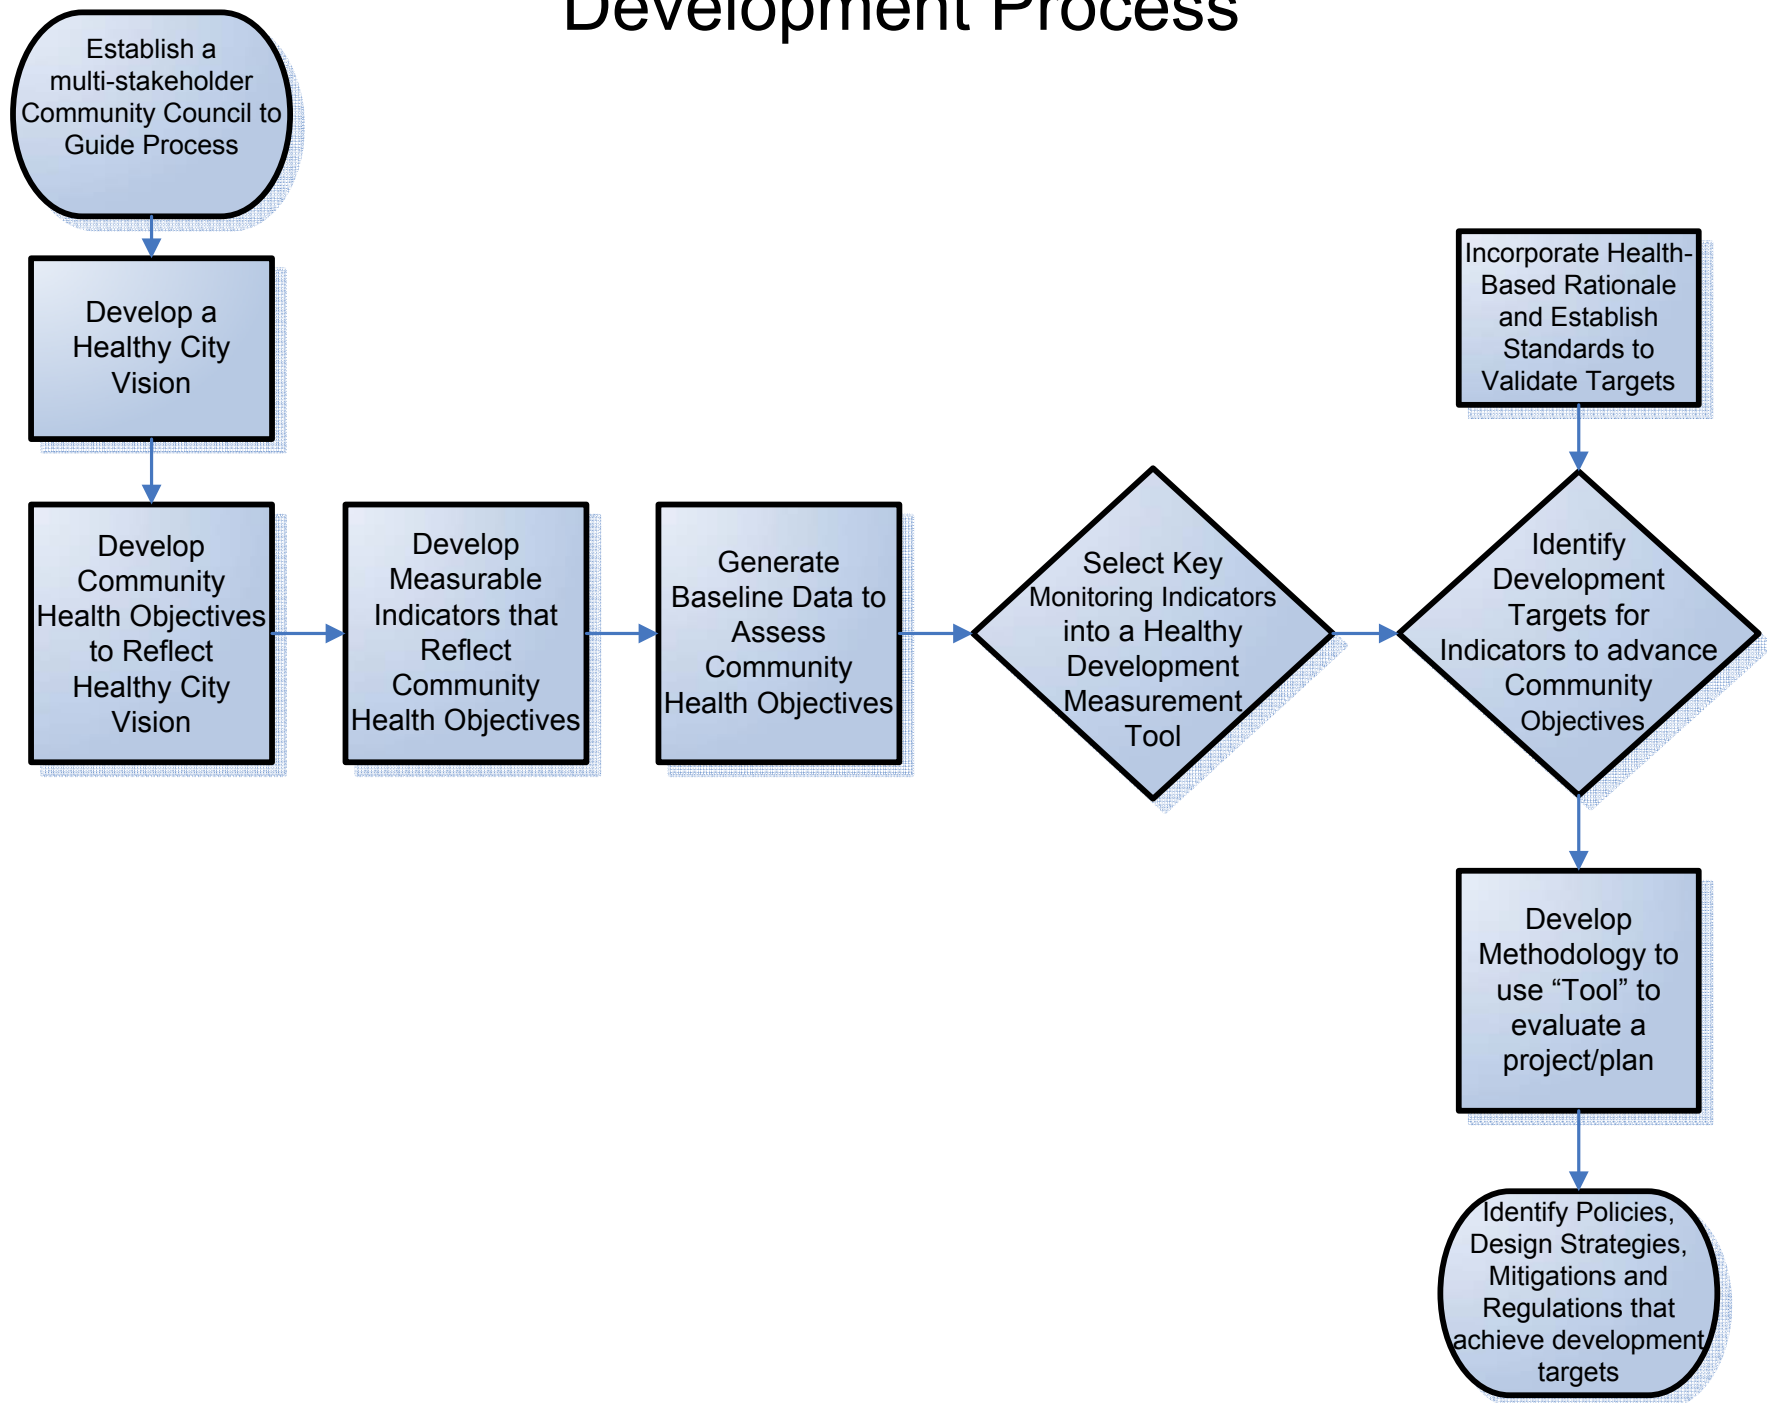 Development Process
Establish a
multi-stakeholder
Community Council to
Guide Process
Develop a
Healthy City
Vision
Develop
Community
Health Objectives
to Reflect
Healthy City
Vision
Develop
Measurable
Indicators that
Reflect
Community
Health Objectives
Generate
Baseline Data to
Assess
Community
Health Objectives
Select Key
Monitoring Indicators
into a Healthy
Development
Measurement
Tool
Incorporate Health-
Based Rationale
and Establish
Standards to
Validate Targets
Identify
Development
Targets for
Indicators to advance
Community
Objectives
Develop
Methodology to
use “Tool” to
evaluate a
project/plan
Identify Policies,
Design Strategies,
Mitigations and
Regulations that
achieve development
targets